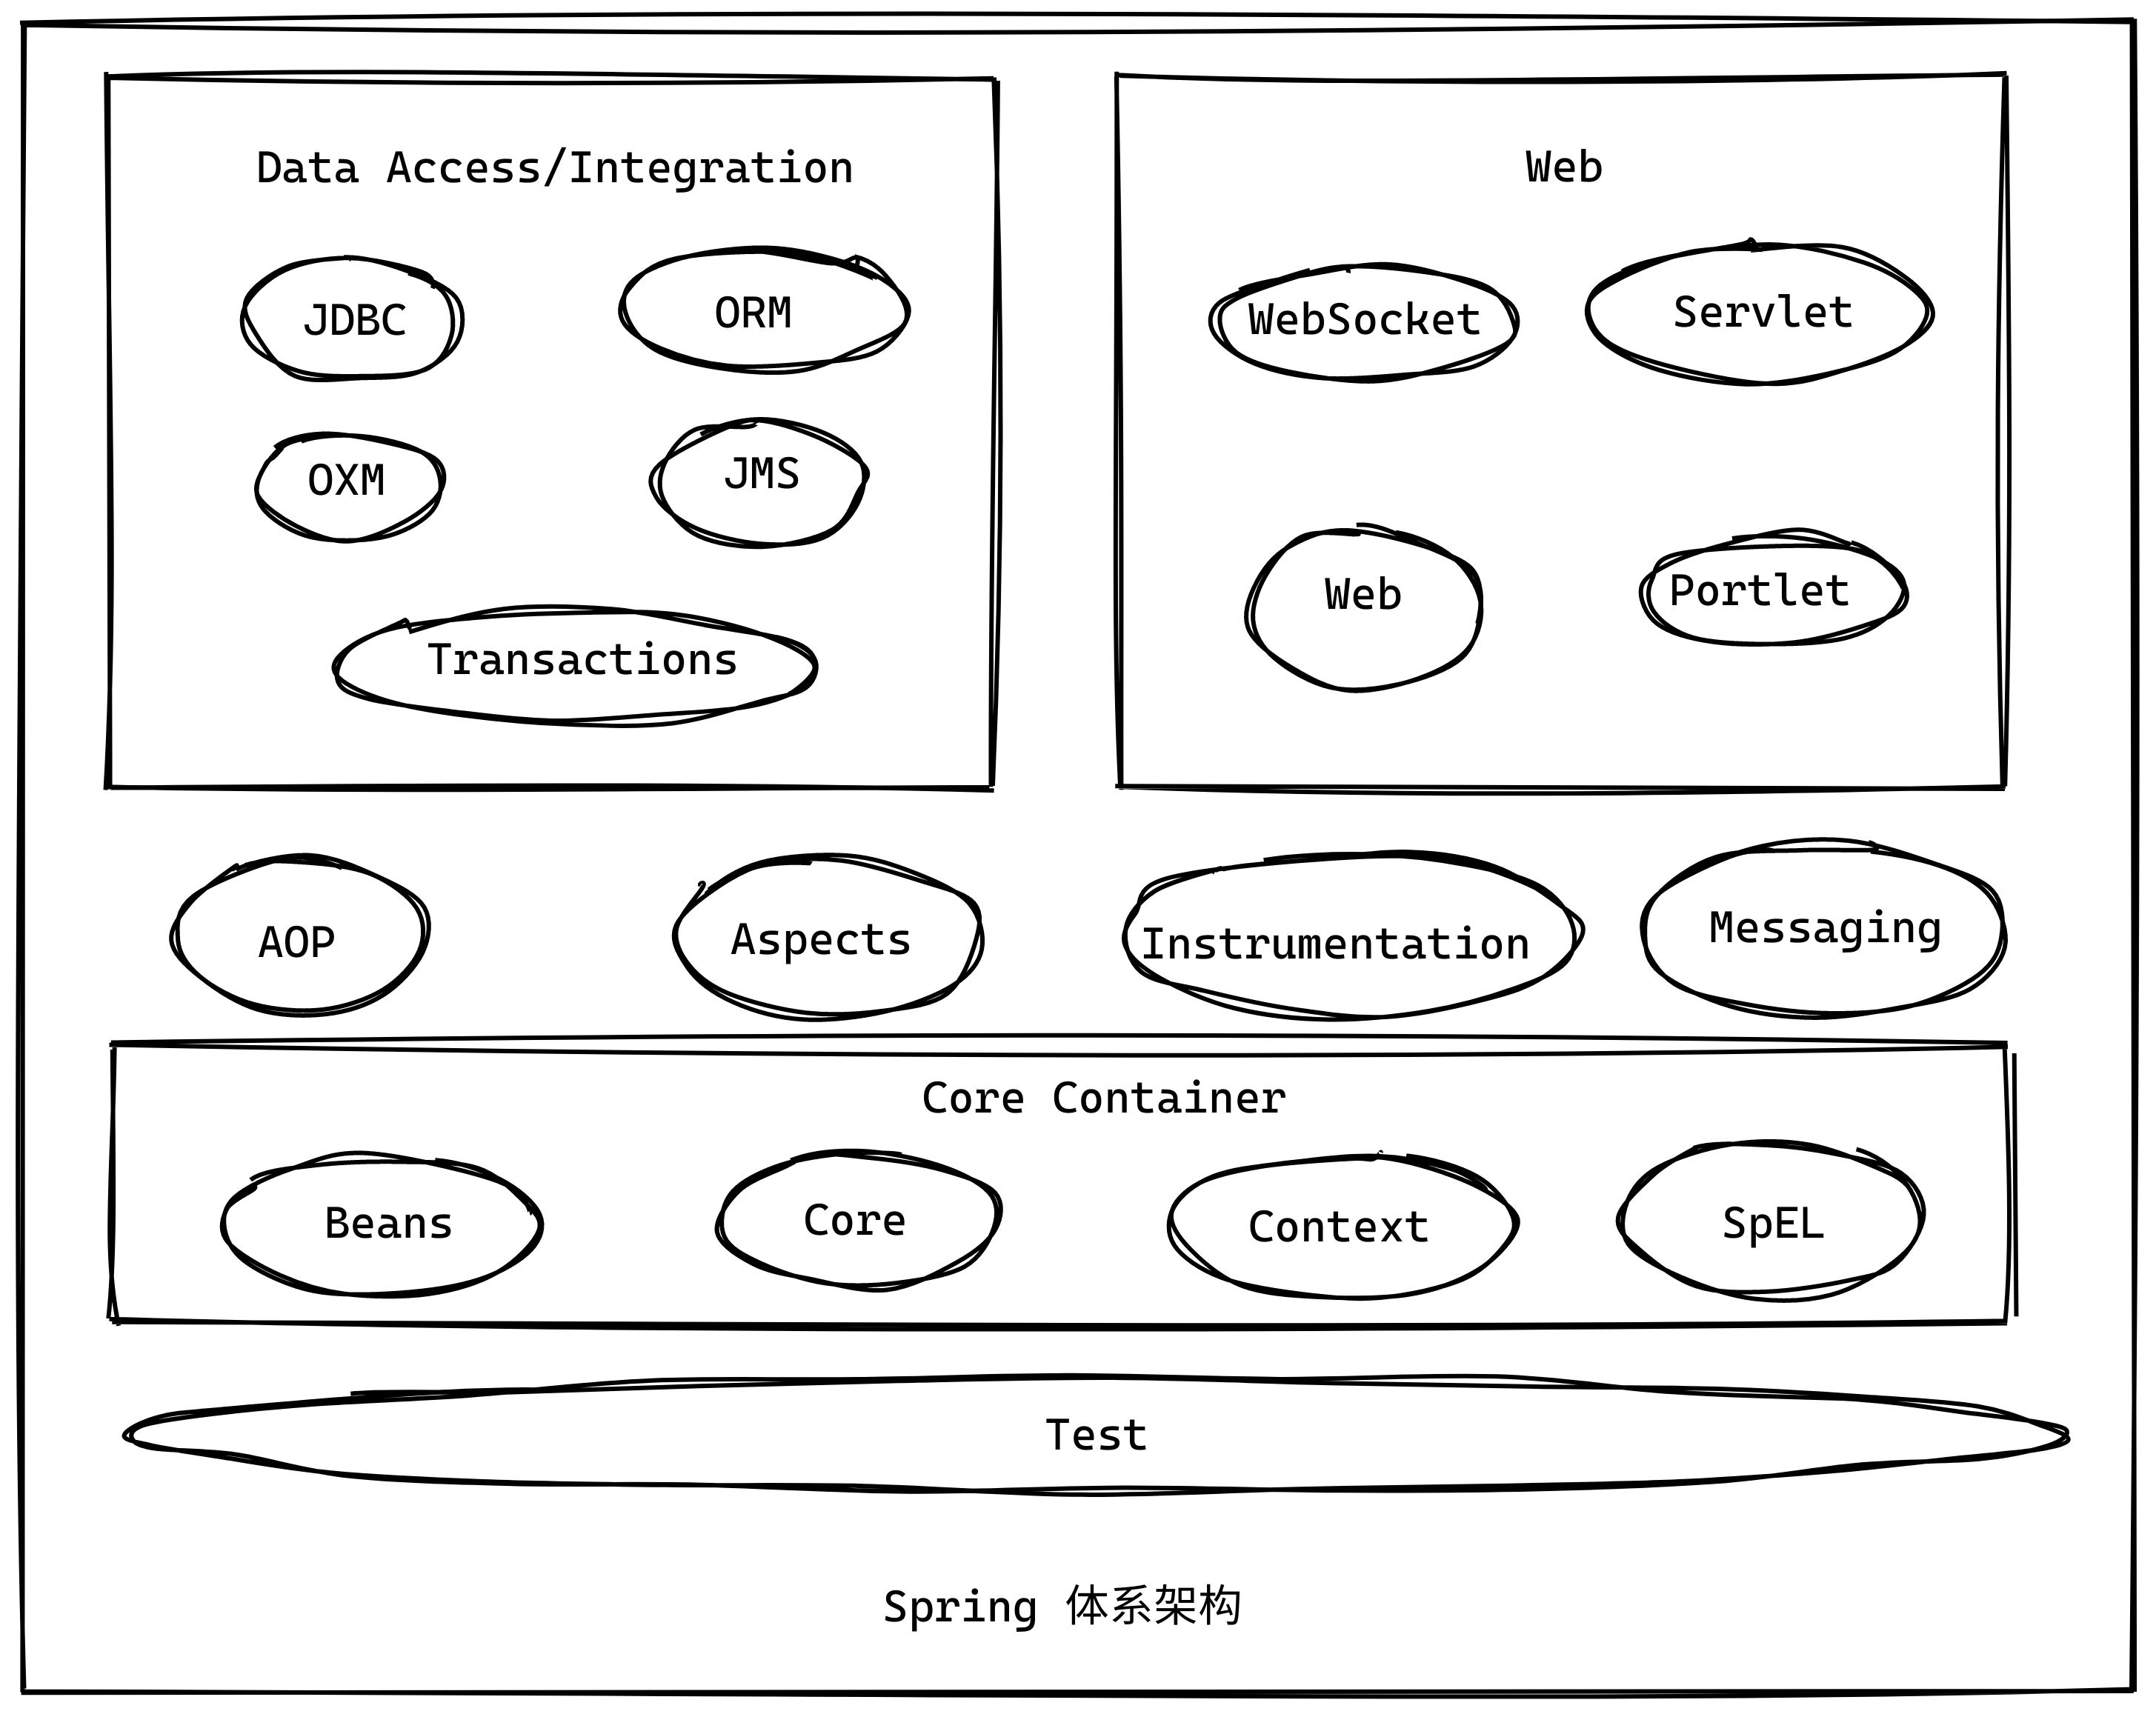 Data Access/Integration
JDBC
ORM
OXM
JMS
Transactions
Web
WebSocket
Servlet
Web
Portlet
AOP
Aspects
Instrumentation
Messaging
Core Container
Beans
Core
Context
SpEL
Test
Spring 体系架构